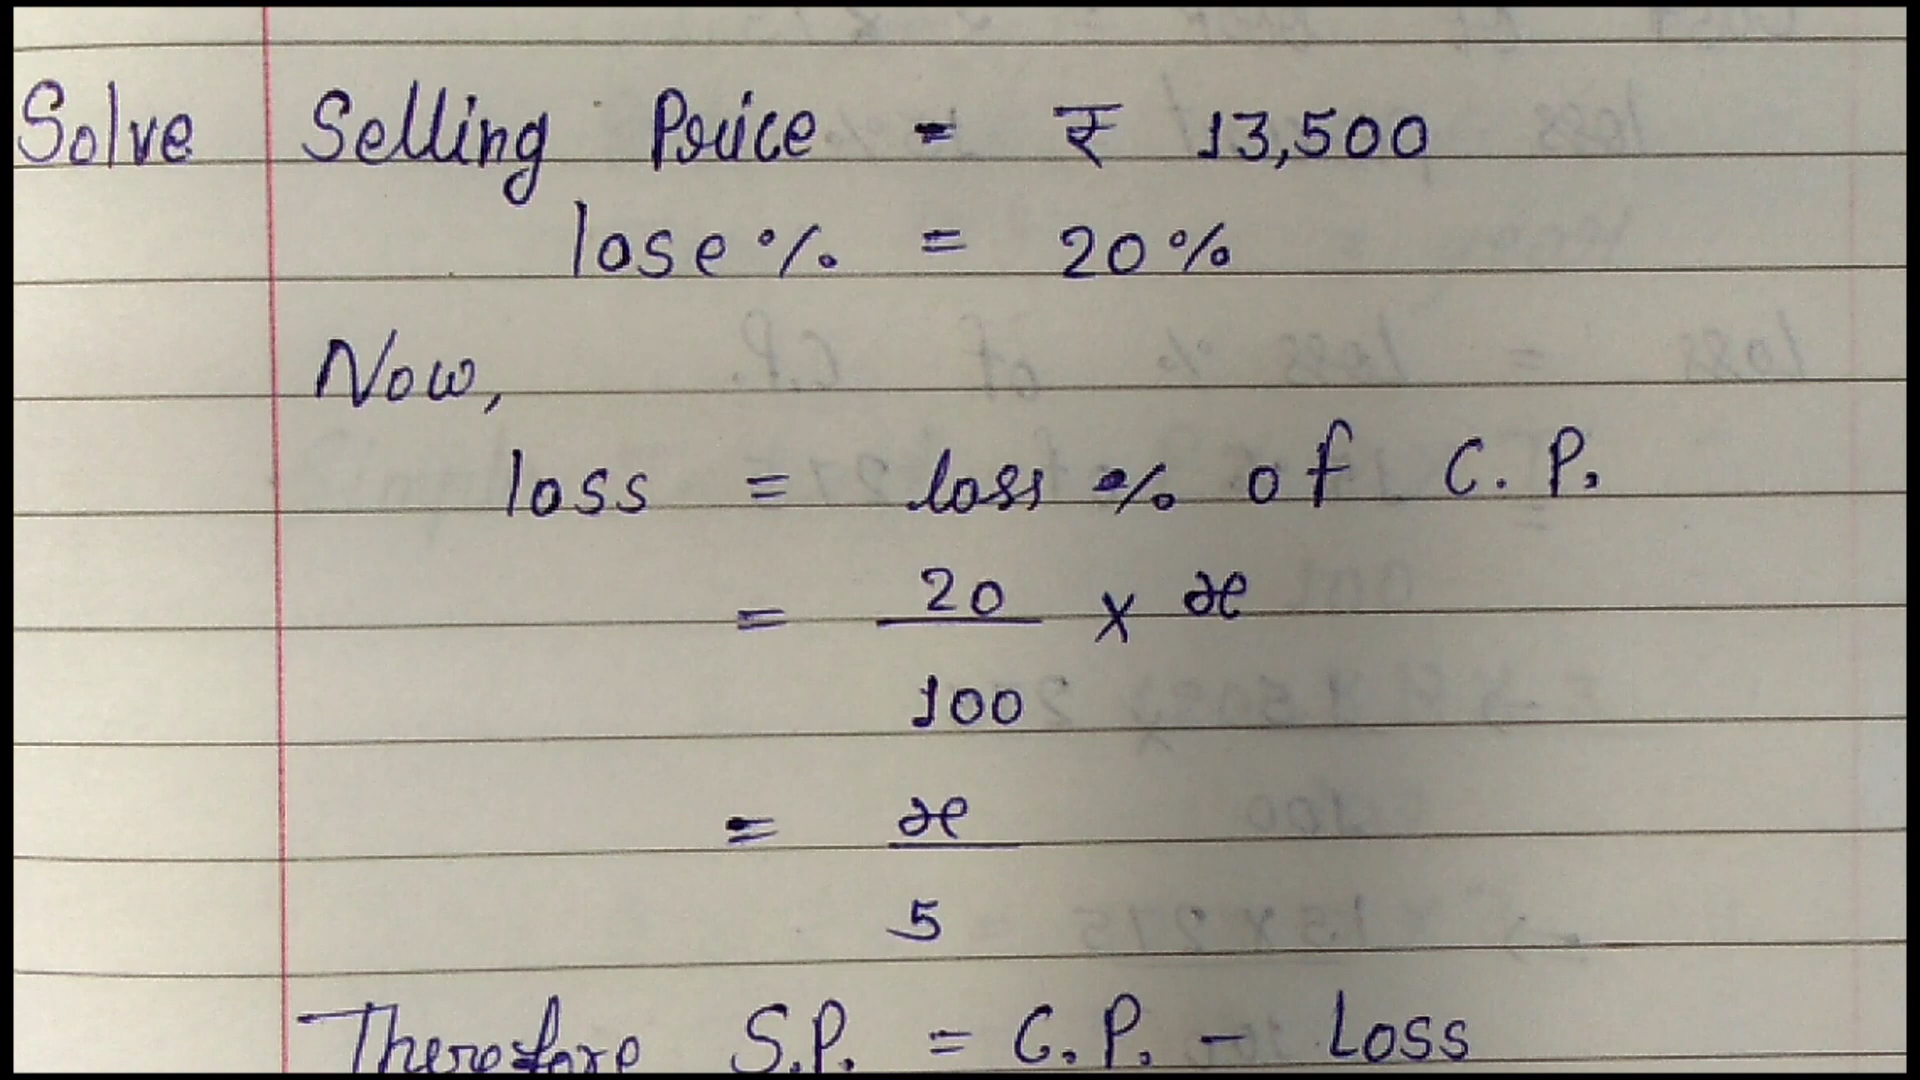 Solve Selling Price = ₹ 13,500
lose % = 20%
Now,
loss = loss % of C.P.
= 20/100 × x
= x/5
Therefore S.P. = C.P. - Loss